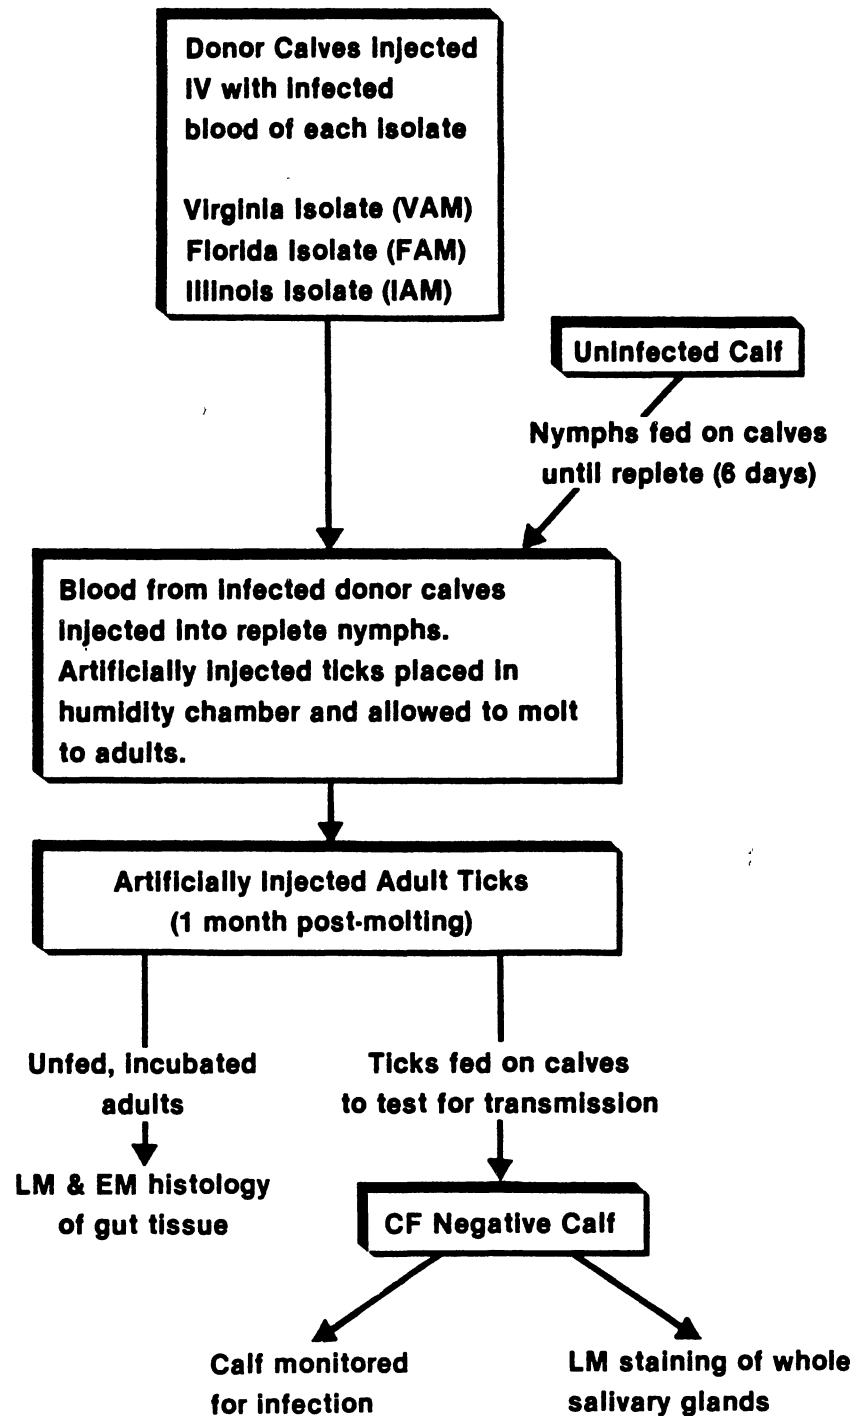 Donor Calves Injected
IV with infected
blood of each isolate
Virginia Isolate (VAM)
Florida Isolate (FAM)
Illinois Isolate (IAM)
Uninfected Calf
Nymphs fed on calves
until replete (6 days)
Blood from infected donor calves
injected into replete nymphs.
Artificially injected ticks placed in
humidity chamber and allowed to molt
to adults.
Artificially Injected Adult Ticks
(1 month post-molting)
Unfed, incubated
adults
LM & EM histology
of gut tissue
Ticks fed on calves
to test for transmission
CF Negative Calf
Calf monitored
for infection
LM staining of whole
salivary glands